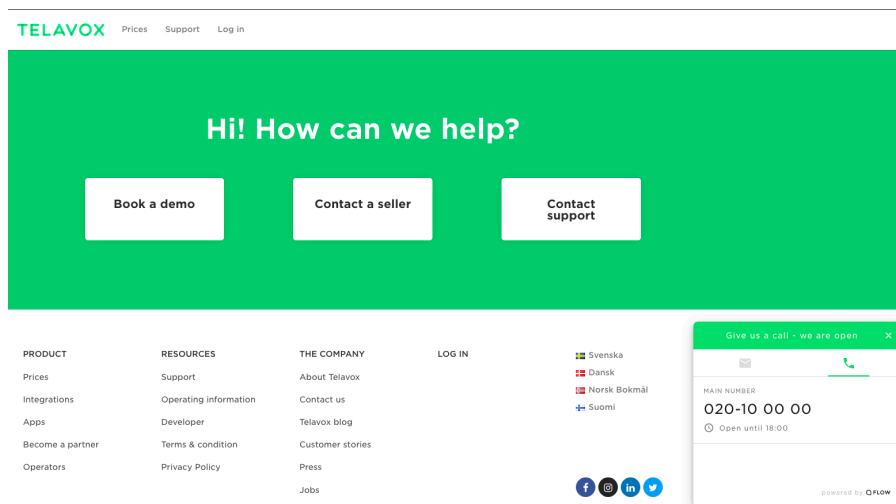 TELAVOX Prices Support Log in
Hi! How can we help?
Book a demo
Contact a seller
Contact
support
PRODUCT
Prices
Integrations
Apps
Become a partner
Operators
RESOURCES
Support
Operating information
Developer
Terms & condition
Privacy Policy
THE COMPANY
About Telavox
Contact us
Telavox blog
Customer stories
Press
Jobs
LOG IN
Svenska
Dansk
Norsk Bokmål
Suomi
Give us a call - we are open
MAIN NUMBER
020-10 00 00
Open until 18:00
powered by FLOW